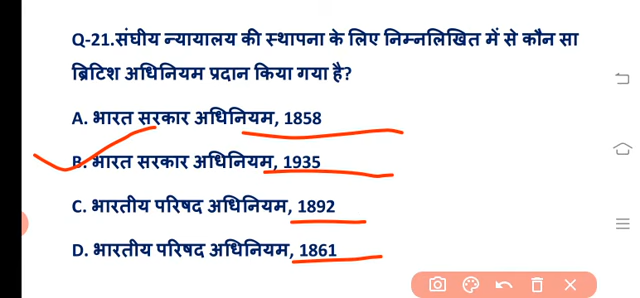 Q-21.संघीय न्यायालय की स्थापना के लिए निम्नलिखित में से कौन सा
ब्रिटिश अधिनियम प्रदान किया गया है?
A. भारत सरकार अधिनियम, 1858
B. भारत सरकार अधिनियम, 1935
C. भारतीय परिषद अधिनियम, 1892
D. भारतीय परिषद अधिनियम, 1861